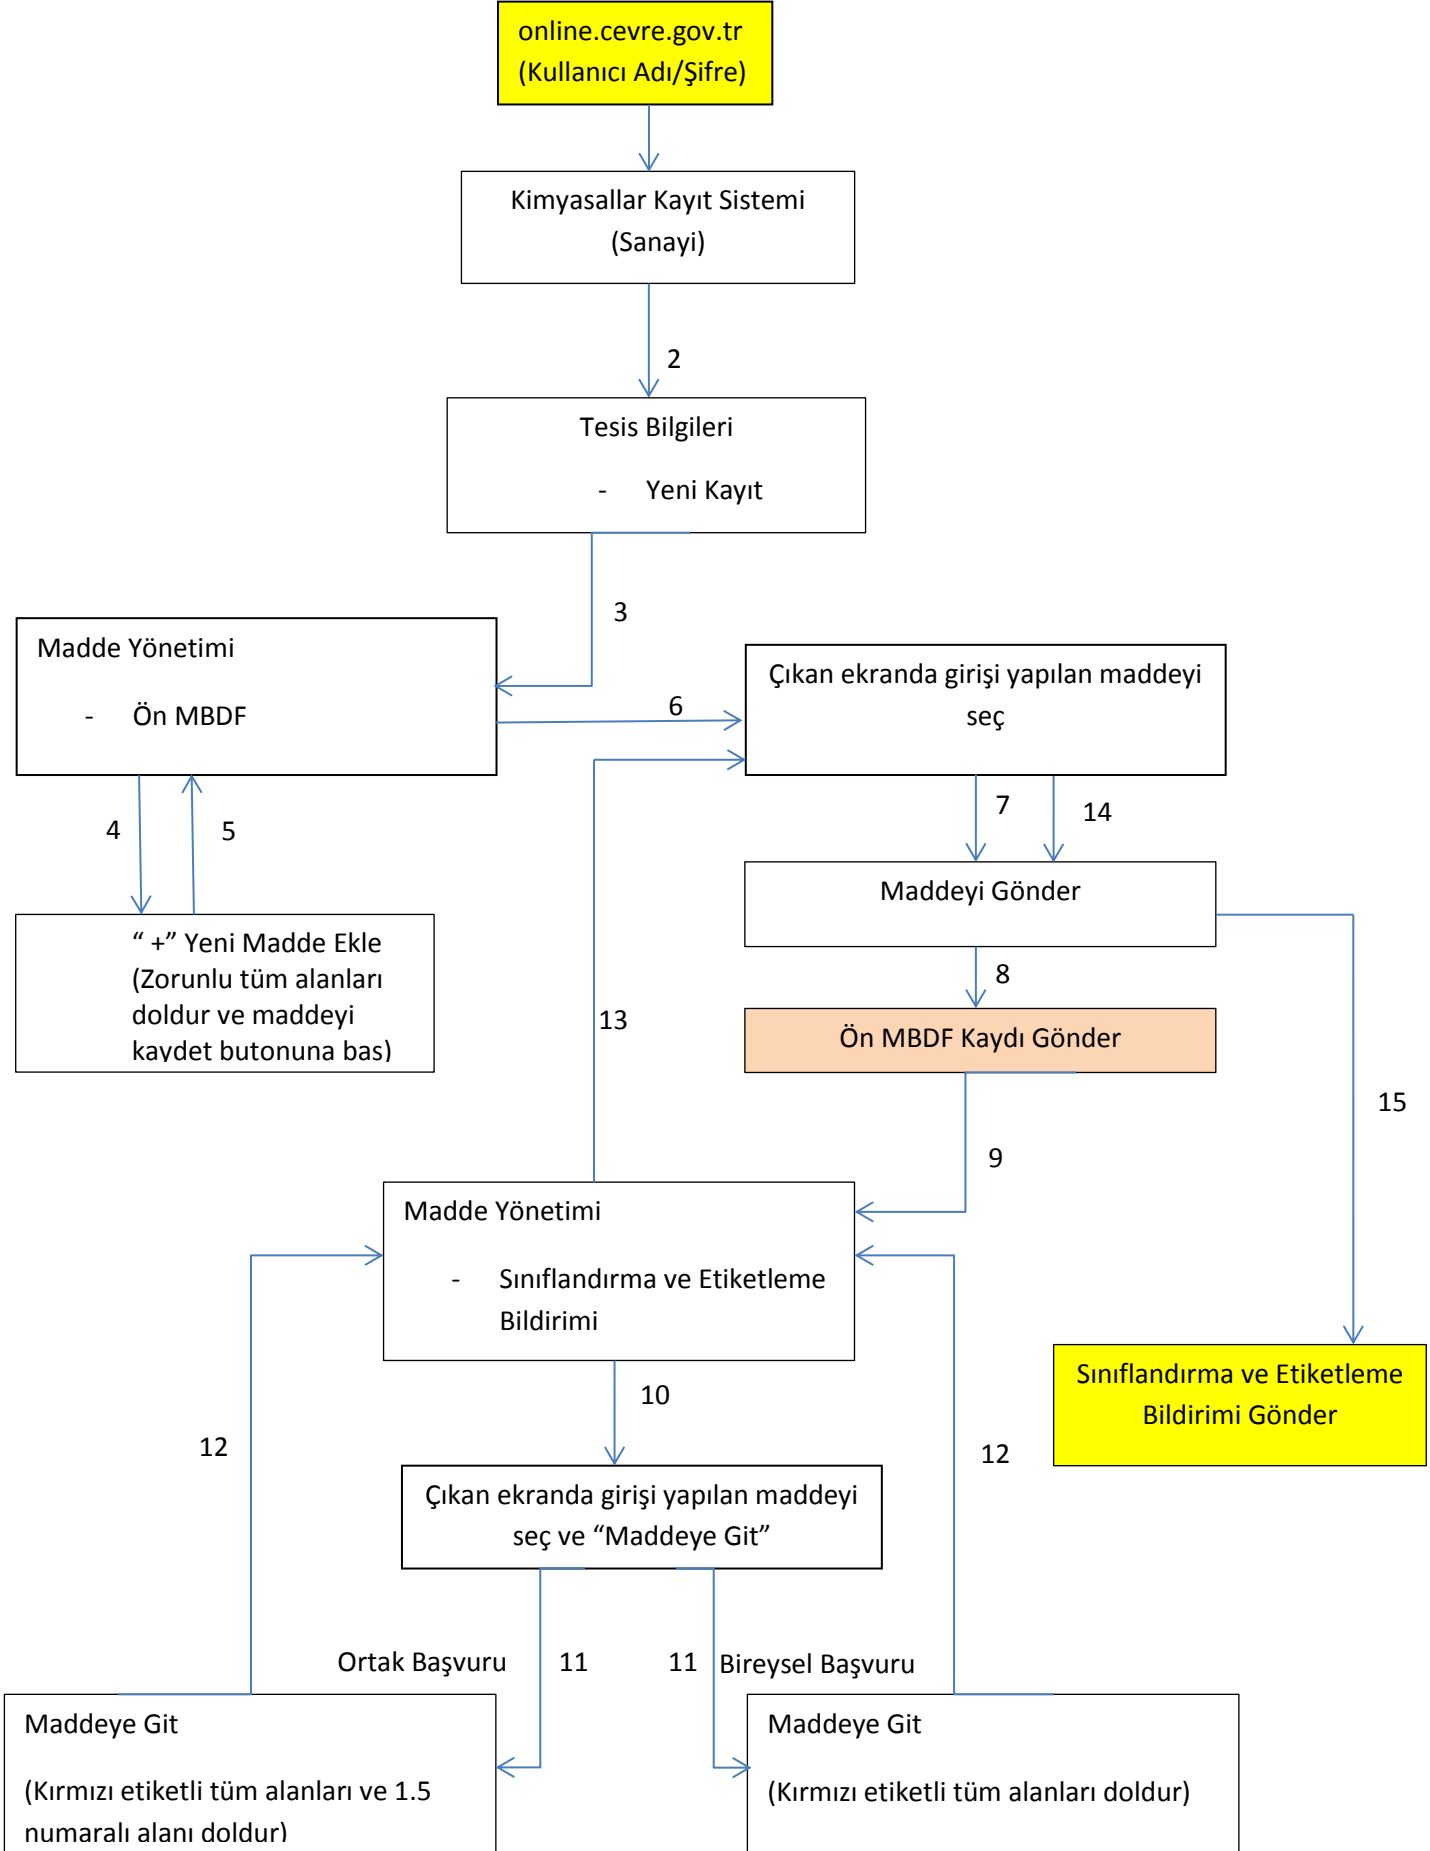 online.cevre.gov.tr
(Kullanıcı Adı/Şifre)
Kimyasallar Kayıt Sistemi
(Sanayi)
2
Tesis Bilgileri
- Yeni Kayıt
3
Madde Yönetimi
- Ön MBDF
6
Çıkan ekranda girişi yapılan maddeyi
seç
4
5
7
14
“ +” Yeni Madde Ekle
(Zorunlu tüm alanları
doldur ve maddeyi
kaydet butonuna bas)
Maddeyi Gönder
8
13
Ön MBDF Kaydı Gönder
15
9
Madde Yönetimi
- Sınıflandırma ve Etiketleme
Bildirimi
Sınıflandırma ve Etiketleme
Bildirimi Gönder
10
12
12
Çıkan ekranda girişi yapılan maddeyi
seç ve “Maddeye Git”
Ortak Başvuru
11
11
Bireysel Başvuru
Maddeye Git
(Kırmızı etiketli tüm alanları ve 1.5
numaralı alanı doldur)
Maddeye Git
(Kırmızı etiketli tüm alanları doldur)